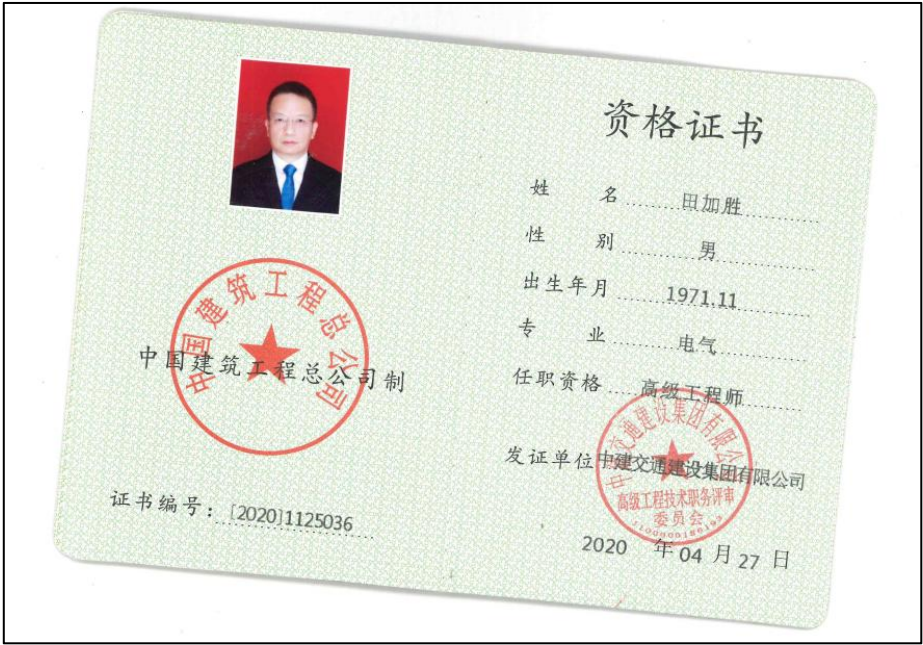 中国建筑工程总公司
中国建筑工程总公司制
证书编号：[2020]1125036
资格证书
姓 名 田加胜
性 别 男
出生年月 1971.11
专 业 电气
任职资格 高级工程师
发证单位 中建交通建设集团有限公司
中建交通建设集团有限公司
高级工程技术职务评审
委员会
2020 年 04 月 27 日